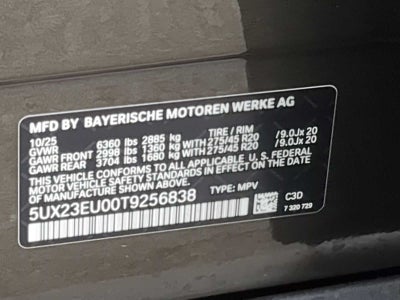 MFD BY BAYERISCHE MOTOREN WERKE AG
10/25 TIRE / RIM
GVWR 6360 lbs 2885 kg
GAWR FRONT 2998 lbs 1360 kg WITH 275/45 R20 / 9.0Jx 20
GAWR REAR 3704 lbs 1680 kg WITH 275/45 R20 / 9.0Jx 20
THIS VEHICLE CONFORMS TO ALL APPLICABLE U. S. FEDERAL
MOTOR VEHICLE SAFETY STANDARDS IN EFFECT ON THE DATE OF
MANUFACTURE SHOWN ABOVE.
5UX23EU00T9256838 TYPE: MPV
C3D
7 320 729